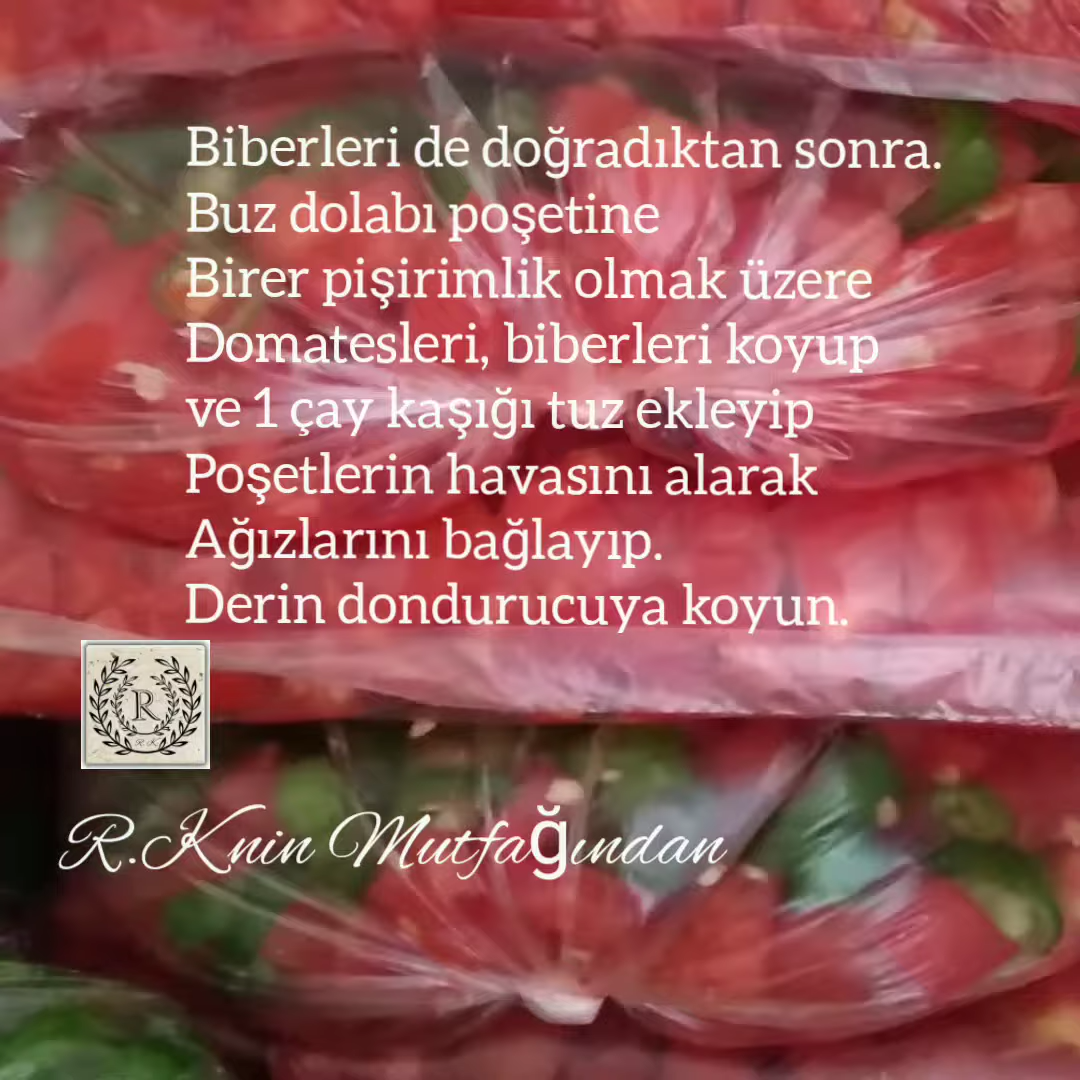 Biberleri de doğradıktan sonra.
Buz dolabı poşetine
Birer pişirimlik olmak üzere
Domatesleri, biberleri koyup
ve 1 çay kaşığı tuz ekleyip
Poşetlerin havasını alarak
Ağızlarını bağlayıp.
Derin dondurucuya koyun.
R
R K
R.Knin Mutfağından